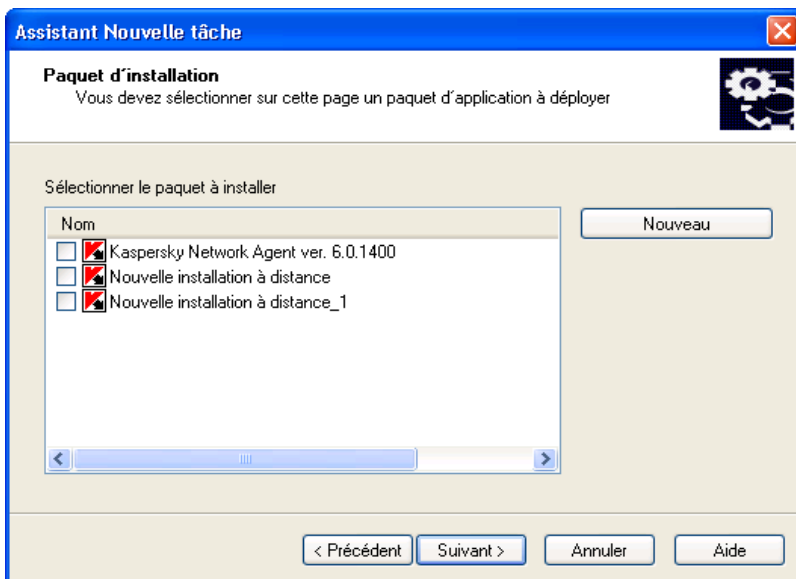 Assistant Nouvelle tâche
Paquet d´installation
Vous devez sélectionner sur cette page un paquet d´application à déployer
Sélectionner le paquet à installer
Nom
Nouveau
Kaspersky Network Agent ver. 6.0.1400
Nouvelle installation à distance
Nouvelle installation à distance_1
< Précédent
Suivant >
Annuler
Aide